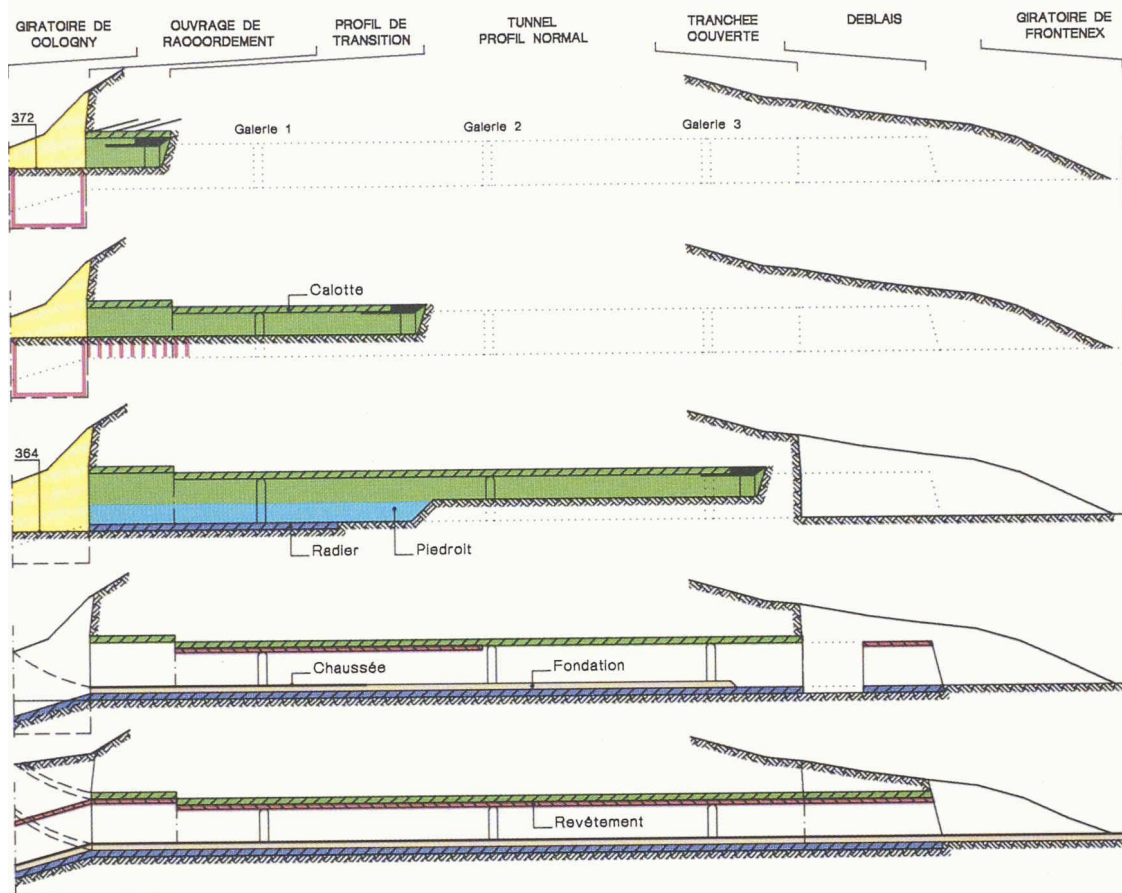 GIRATOIRE DE
COLOGNY
OUVRAGE DE
RACCORDEMENT
PROFIL DE
TRANSITION
TUNNEL
PROFIL NORMAL
TRANCHEE
COUVERTE
DEBLAIS
GIRATOIRE DE
FRONTENEX
372
Galerie 1
Galerie 2
Galerie 3
Calotte
364
Radier
Piedroit
Chaussée
Fondation
Revêtement